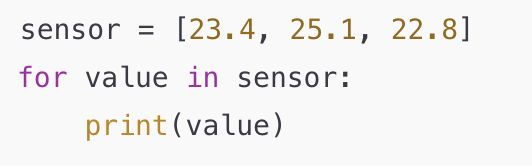 sensor = [23.4, 25.1, 22.8]
for value in sensor:
    print(value)